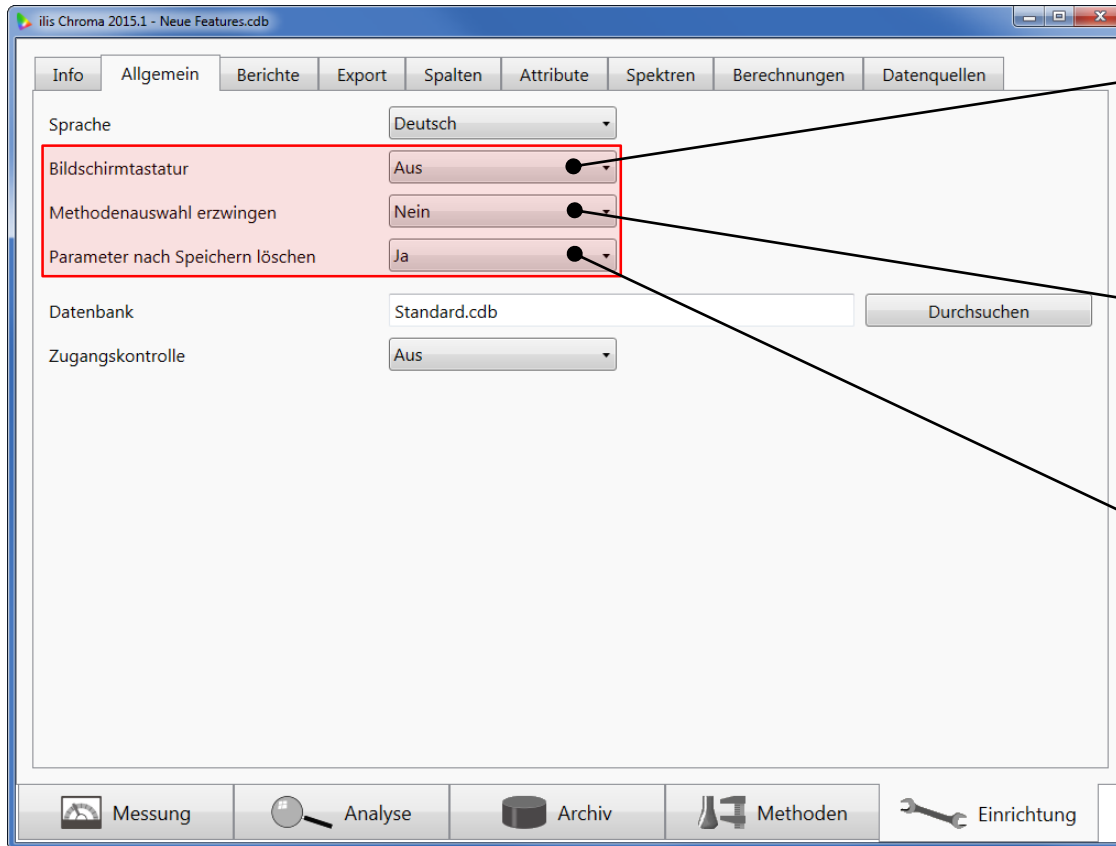 ilis Chroma 2015.1 - Neue Features.cdb
Info Allgemein Berichte Export Spalten Attribute Spektren Berechnungen Datenquellen
Sprache Deutsch
Bildschirmtastatur Aus
Methodenauswahl erzwingen Nein
Parameter nach Speichern löschen Ja
Datenbank Standard.cdb Durchsuchen
Zugangskontrolle Aus
Messung Analyse Archiv Methoden Einrichtung